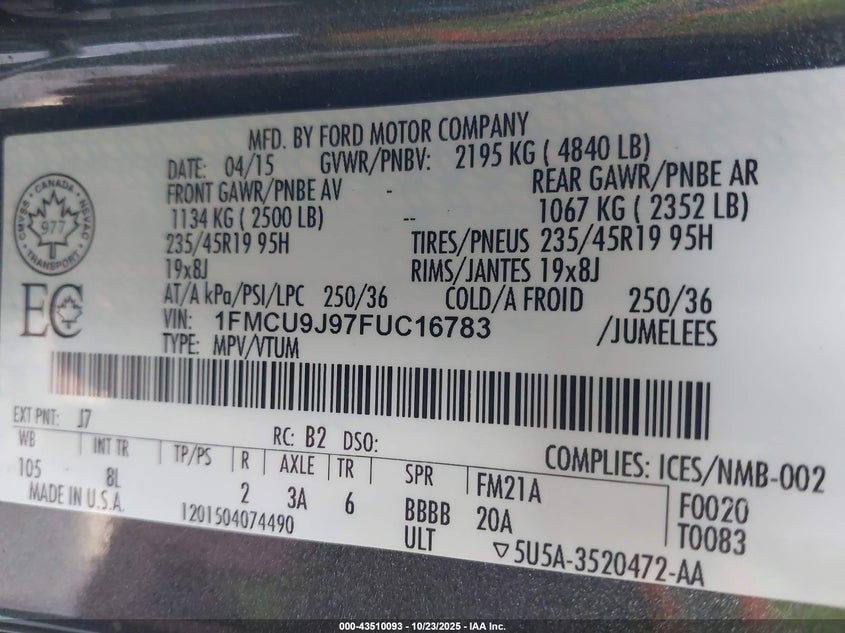 MFD. BY FORD MOTOR COMPANY
DATE: 04/15 GVWR/PNBV: 2195 KG ( 4840 LB)
FRONT GAWR/PNBE AV - REAR GAWR/PNBE AR
1134 KG ( 2500 LB) -- 1067 KG ( 2352 LB)
235/45R19 95H TIRES/PNEUS 235/45R19 95H
19x8J RIMS/JANTES 19x8J
AT/A kPa/PSI/LPC 250/36 COLD/A FROID 250/36
VIN: 1FMCU9J97FUC16783 /JUMELEES
TYPE: MPV/VTUM
CANADA
CMVSS NSVAC
977
TRANSPORT
EC
EXT PNT: J7 RC: B2 DSO:
WB INT TR TP/PS R AXLE TR SPR COMPLIES: ICES/NMB-002
105 8L 2 3A 6 BBBB FM21A F0020
MADE IN U.S.A. ULT 20A T0083
1201504074490 ▽5U5A-3520472-AA
000-43510093 - 10/23/2025 - IAA Inc.